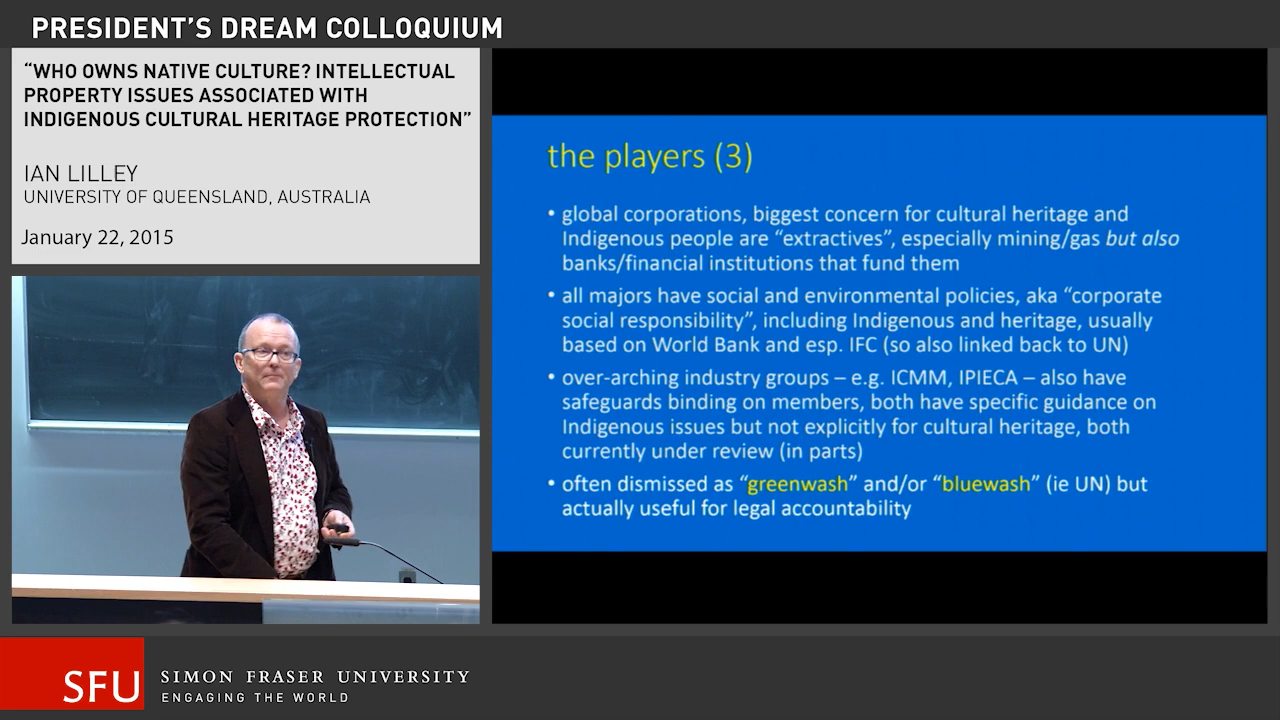 PRESIDENT'S DREAM COLLOQUIUM
“WHO OWNS NATIVE CULTURE? INTELLECTUAL
PROPERTY ISSUES ASSOCIATED WITH
INDIGENOUS CULTURAL HERITAGE PROTECTION”
IAN LILLEY
UNIVERSITY OF QUEENSLAND, AUSTRALIA
January 22, 2015
the players (3)
• global corporations, biggest concern for cultural heritage and
Indigenous people are “extractives”, especially mining/gas but also
banks/financial institutions that fund them
• all majors have social and environmental policies, aka “corporate
social responsibility”, including Indigenous and heritage, usually
based on World Bank and esp. IFC (so also linked back to UN)
• over-arching industry groups – e.g. ICMM, IPIECA – also have
safeguards binding on members, both have specific guidance on
Indigenous issues but not explicitly for cultural heritage, both
currently under review (in parts)
• often dismissed as “greenwash” and/or “bluewash” (ie UN) but
actually useful for legal accountability
SFU
SIMON FRASER UNIVERSITY
ENGAGING THE WORLD